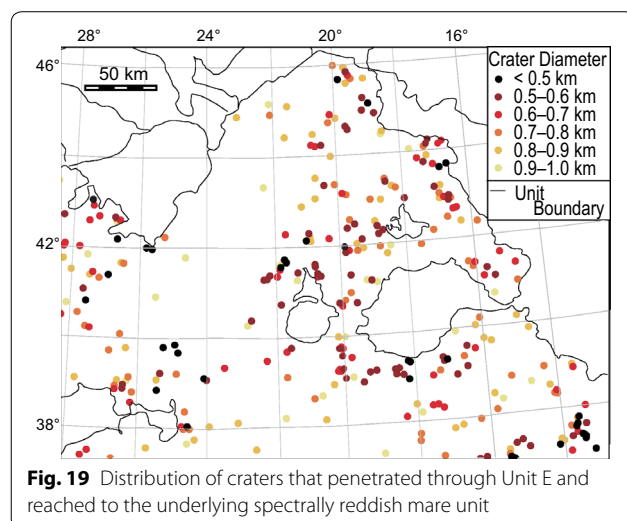 28° 24° 20° 16°
46°
50 km
42°
38°
Crater Diameter
< 0.5 km
0.5–0.6 km
0.6–0.7 km
0.7–0.8 km
0.8–0.9 km
0.9–1.0 km
Unit
Boundary
Fig. 19 Distribution of craters that penetrated through Unit E and
reached to the underlying spectrally reddish mare unit